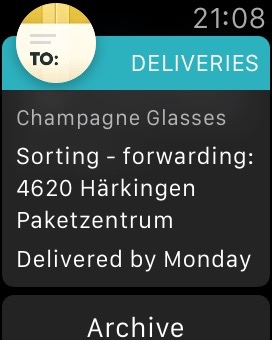 21:08
TO:
DELIVERIES
Champagne Glasses
Sorting - forwarding:
4620 Härkingen
Paketzentrum
Delivered by Monday
Archive